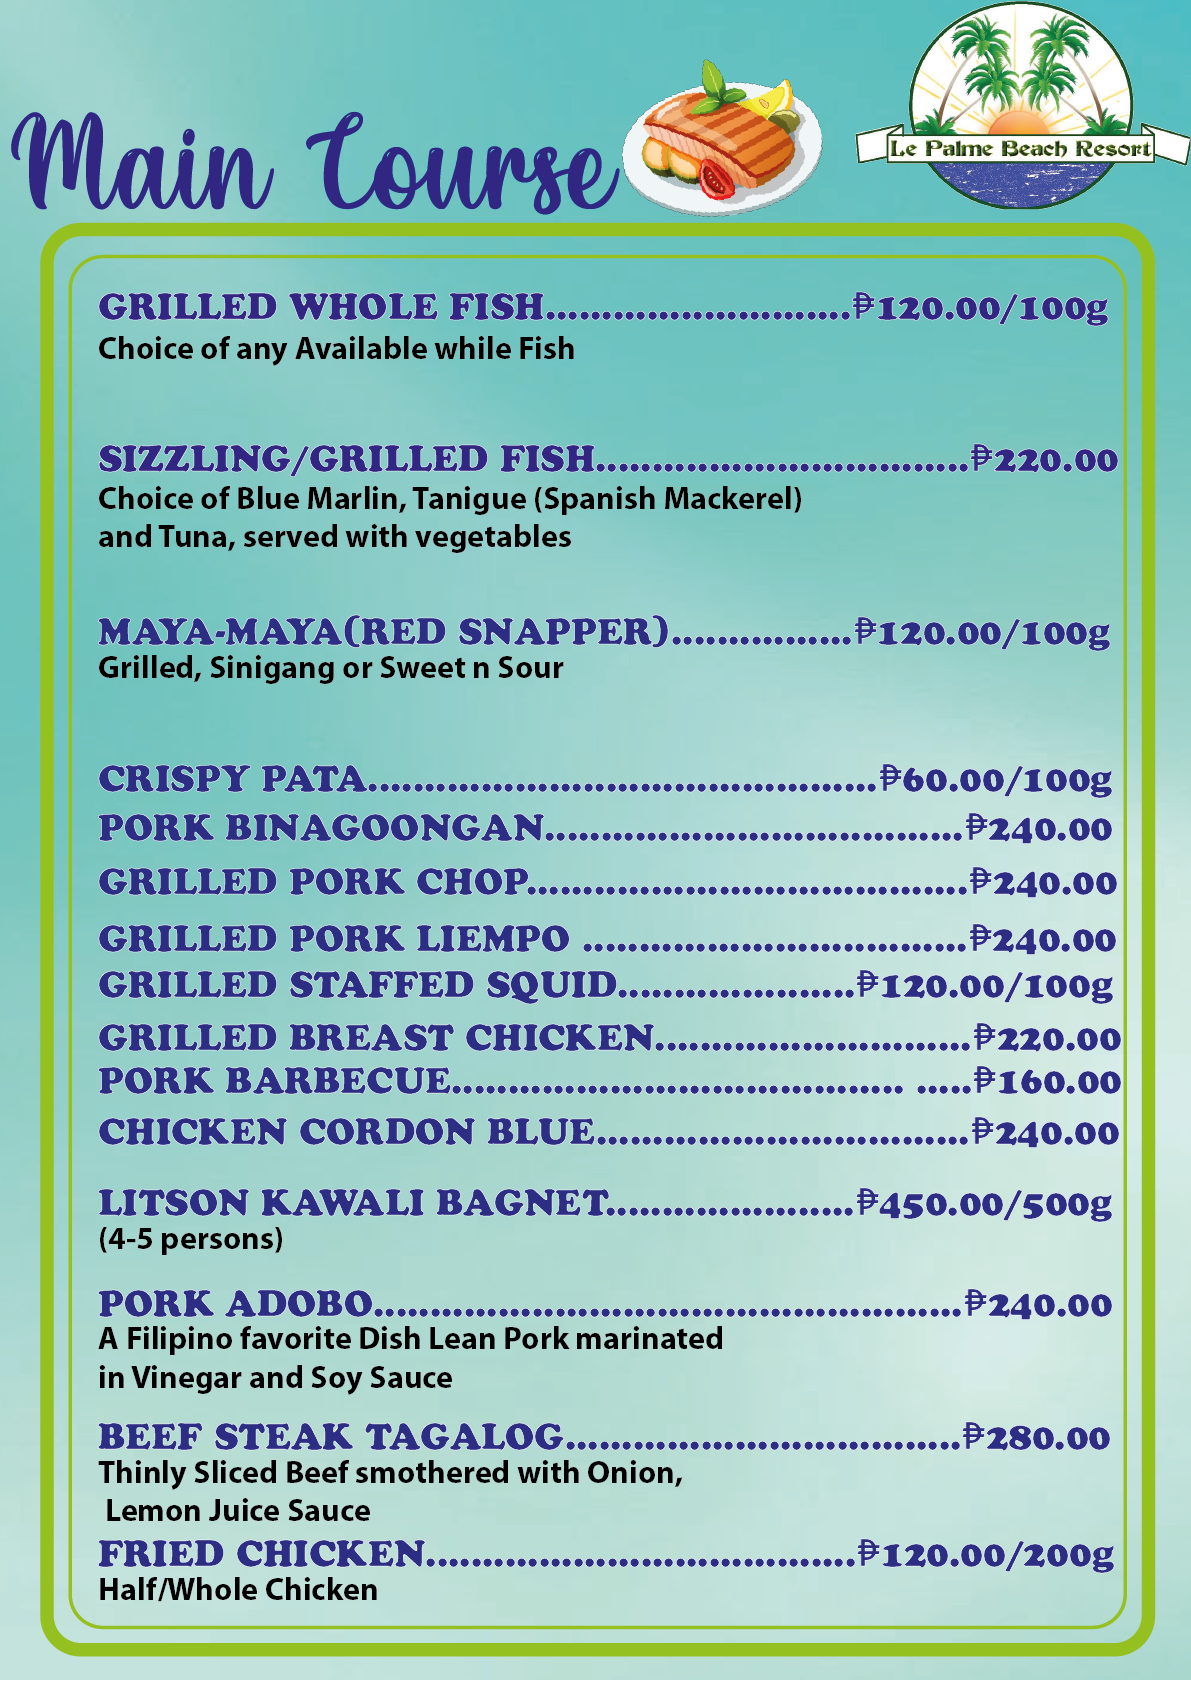 Main Course
Le Palme Beach Resort
GRILLED WHOLE FISH...........................₱120.00/100g
Choice of any Available while Fish
SIZZLING/GRILLED FISH.................................₱220.00
Choice of Blue Marlin, Tanigue (Spanish Mackerel)
and Tuna, served with vegetables
MAYA-MAYA(RED SNAPPER)................₱120.00/100g
Grilled, Sinigang or Sweet n Sour
CRISPY PATA.............................................₱60.00/100g
PORK BINAGOONGAN.....................................₱240.00
GRILLED PORK CHOP.......................................₱240.00
GRILLED PORK LIEMPO ..................................₱240.00
GRILLED STAFFED SQUID.....................₱120.00/100g
GRILLED BREAST CHICKEN............................₱220.00
PORK BARBECUE........................................ .....₱160.00
CHICKEN CORDON BLUE.................................₱240.00
LITSON KAWALI BAGNET......................₱450.00/500g
(4-5 persons)
PORK ADOBO....................................................₱240.00
A Filipino favorite Dish Lean Pork marinated
in Vinegar and Soy Sauce
BEEF STEAK TAGALOG...................................₱280.00
Thinly Sliced Beef smothered with Onion,
Lemon Juice Sauce
FRIED CHICKEN......................................₱120.00/200g
Half/Whole Chicken